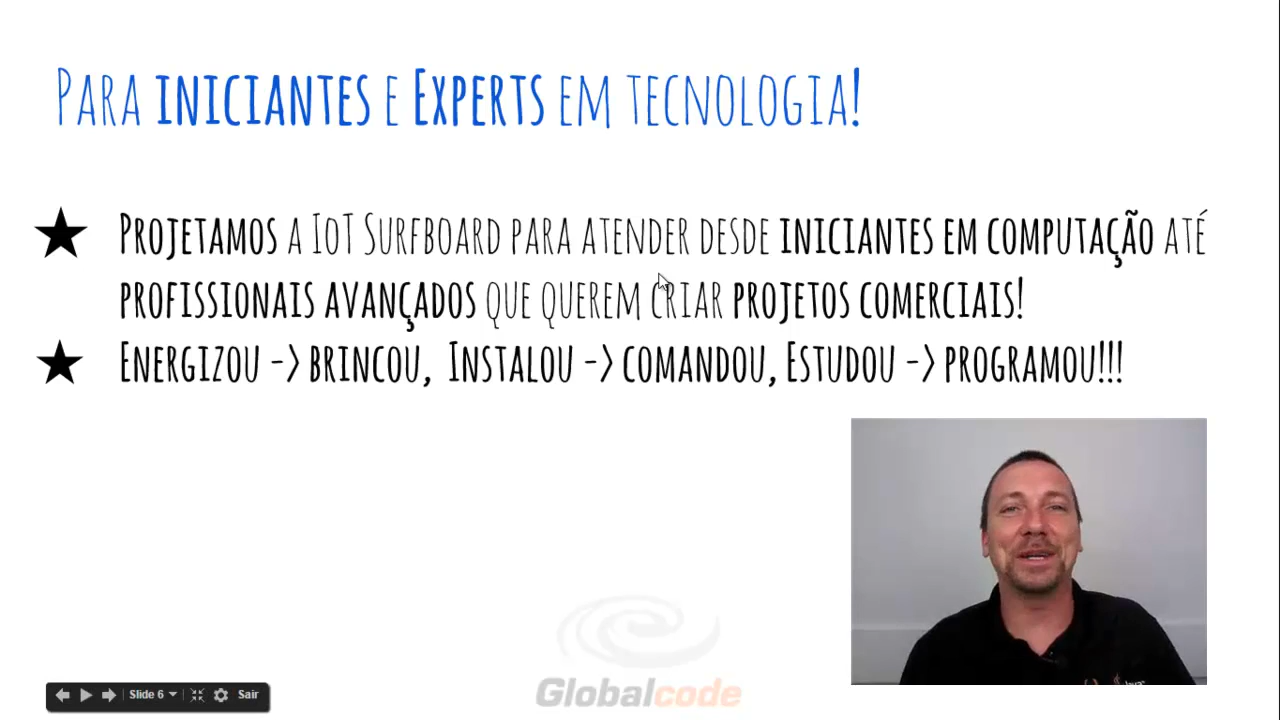 Para iniciantes e Experts em tecnologia!
Projetamos a IoT Surfboard para atender desde iniciantes em computação até
profissionais avançados que querem criar projetos comerciais!
Energizou -> brincou, Instalou -> comandou, Estudou -> programou!!!
Globalcode
Slide 6
Sair